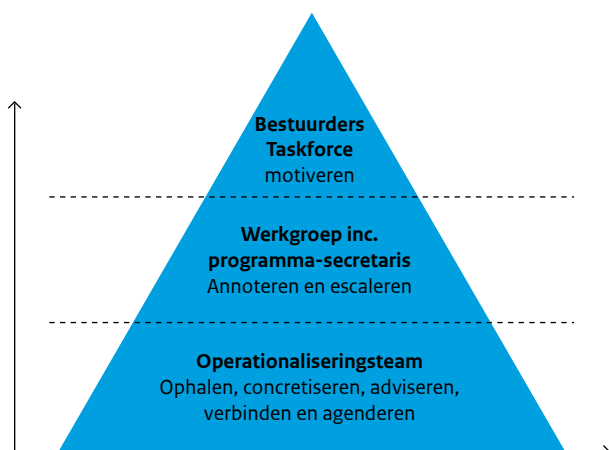 Bestuurders
Taskforce
motiveren
Werkgroep inc.
programma-secretaris
Annoteren en escaleren
Operationaliseringsteam
Ophalen, concretiseren, adviseren,
verbinden en agenderen